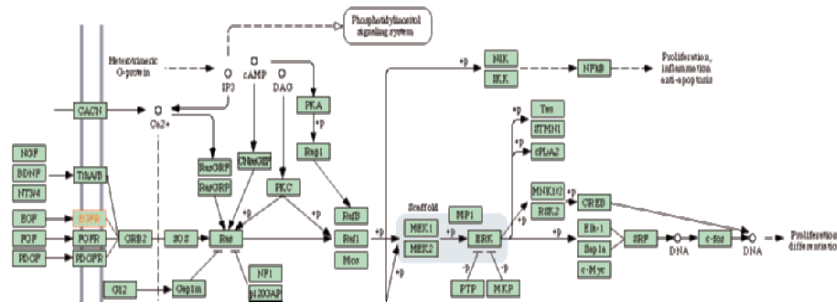 Phosphatidylinositol
signaling system
Heterotrimeric
G-protein
IP3
cAMP
DAG
+p
NIK
IKK
NFkB
Proliferation,
inflammation
anti-apoptosis
CACN
Ca2+
PKA
+p
Rap1
+p
Tau
STMN1
cPLA2
NGF
BDNF
NT3/4
TrkA/B
RasGRF
CNrasGEF
RasGRP
PKC
Scaffold
MNK1/2
RSK2
+p
CREB
EGF
EGFR
FGF
FGFR
PDGF
PDGFR
GRB2
SOS
Ras
+p
+p
RafB
Raf1
Mos
+p
MEK1
MEK2
MP1
+p
ERK
+p
+p
Elk-1
Sap1a
c-Myc
SRF
DNA
c-fos
DNA
Proliferation
differentiation
G12
Gap1m
NF1
p120GAP
+p
-p
-p
PTP
MKP